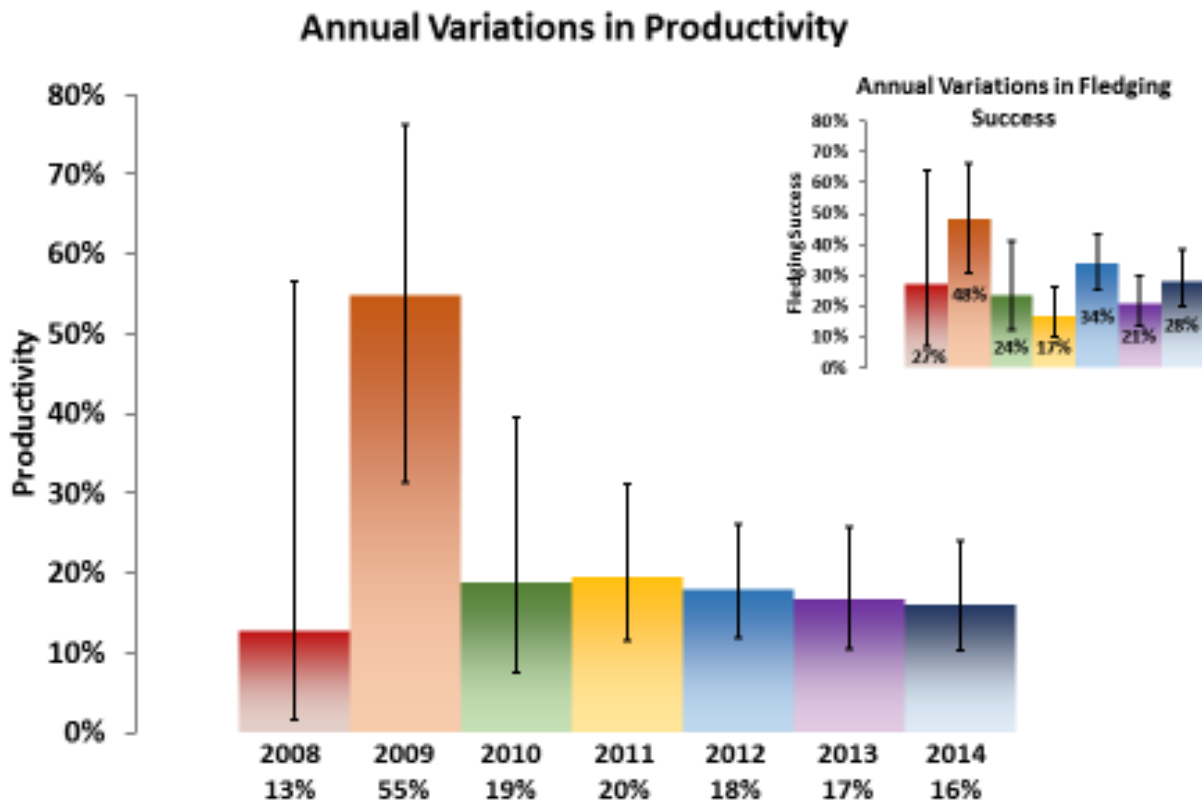 Annual Variations in Productivity
80%
70%
60%
50%
40%
30%
20%
10%
0%
Productivity
2008 2009 2010 2011 2012 2013 2014
13% 55% 19% 20% 18% 17% 16%
Annual Variations in Fledging
Success
80%
70%
60%
50%
40%
30%
20%
10%
0%
Fledging Success
27% 48% 24% 17% 34% 21% 28%